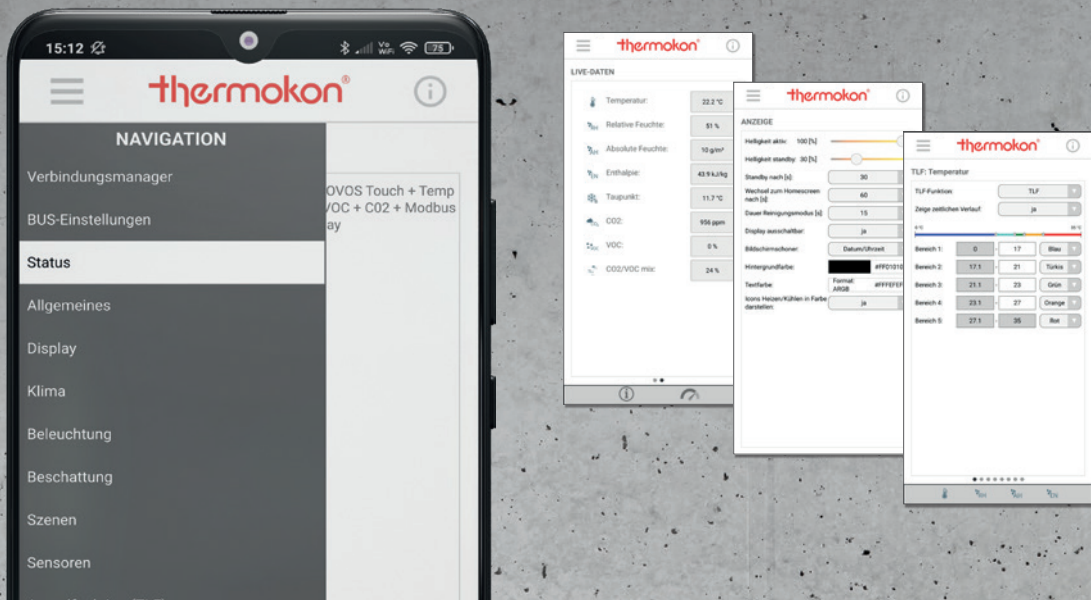 15:12
Vo
WiFi
75
thermokon®
NAVIGATION
Verbindungsmanager
BUS-Einstellungen
Status
Allgemeines
Display
Klima
Beleuchtung
Beschattung
Szenen
Sensoren
OVOS Touch + Temp
VOC + C02 + Modbus
ay
thermokon®
LIVE-DATEN
Temperatur: 22.2 °C
Relative Feuchte: 51 %
Absolute Feuchte: 10 g/m³
Enthalpie: 43.9 kJ/kg
Taupunkt: 11.7 °C
CO2: 956 ppm
VOC: 0 %
CO2/VOC mix: 24 %
thermokon®
ANZEIGE
Helligkeit aktiv: 100 [%]
Helligkeit standby 30 [%]
Standby nach [s]: 30
Wechsel zum Homescreen nach [s]: 60
Dauer Reinigungsmodus [s]: 15
Display ausschaltbar: ja
Bildschirmschoner: Datum/Uhrzeit
Hintergrundfarbe: #FF01010
Textfarbe: Format: ARGB #FFFEFEF
Icons Heizen/Kühlen in Farbe darstellen: ja
thermokon®
TLF: Temperatur
TLF-Funktion: TLF
Zeige zeitlichen Verlauf: ja
Bereich 1: 0 - 17 Blau
Bereich 2: 17.1 - 21 Türkis
Bereich 3: 21.1 - 23 Grün
Bereich 4: 23.1 - 27 Orange
Bereich 5: 27.1 - 35 Rot